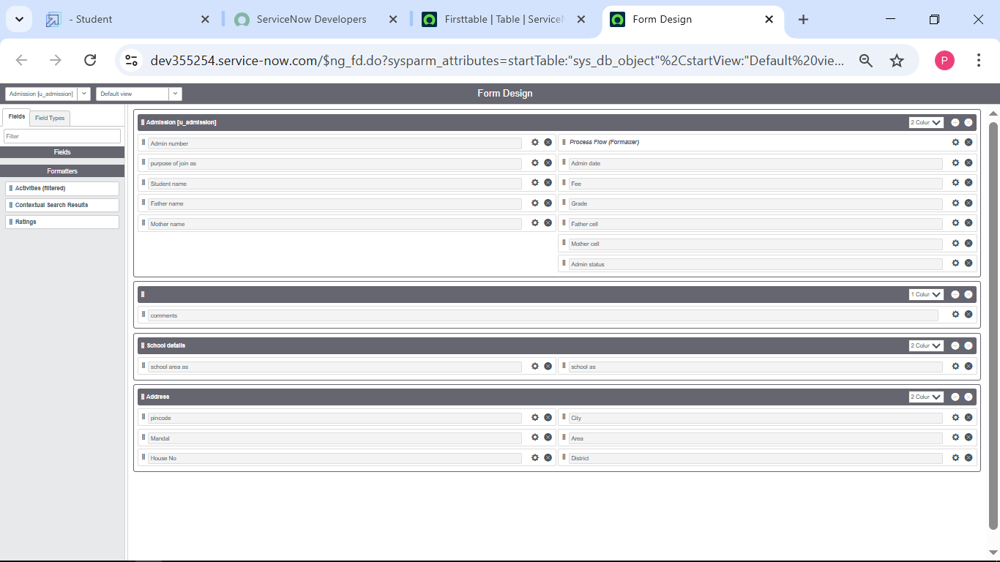 - Student
ServiceNow Developers
Firsttable | Table | ServiceN
Form Design
dev355254.service-now.com/$ng_fd.do?sysparm_attributes=startTable:"sys_db_object"%2CstartView:"Default%20vie...
P
Admission [u_admission]
Default view
Form Design
Fields
Field Types
Filter
Fields
Formatters
Activities (filtered)
Contextual Search Results
Ratings
Admission [u_admission]
2 Colur
Admin number
Process Flow (Formatter)
purpose of join as
Admin date
Student name
Fee
Father name
Grade
Mother name
Father cell
Mother cell
Admin status
1 Colur
comments
School details
2 Colur
school area as
school as
Address
2 Colur
pincode
City
Mandal
Area
House No
District